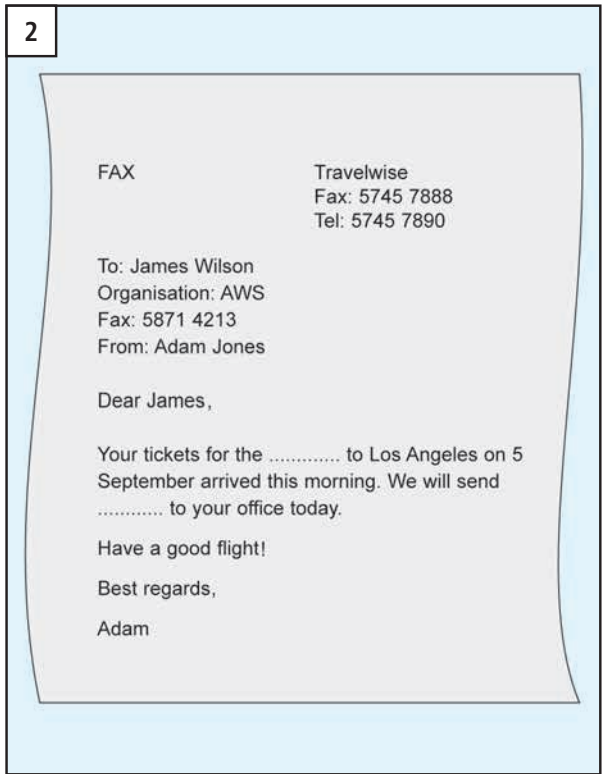 2
FAX
Travelwise
Fax: 5745 7888
Tel: 5745 7890
To: James Wilson
Organisation: AWS
Fax: 5871 4213
From: Adam Jones
Dear James,
Your tickets for the ............. to Los Angeles on 5
September arrived this morning. We will send
............ to your office today.
Have a good flight!
Best regards,
Adam